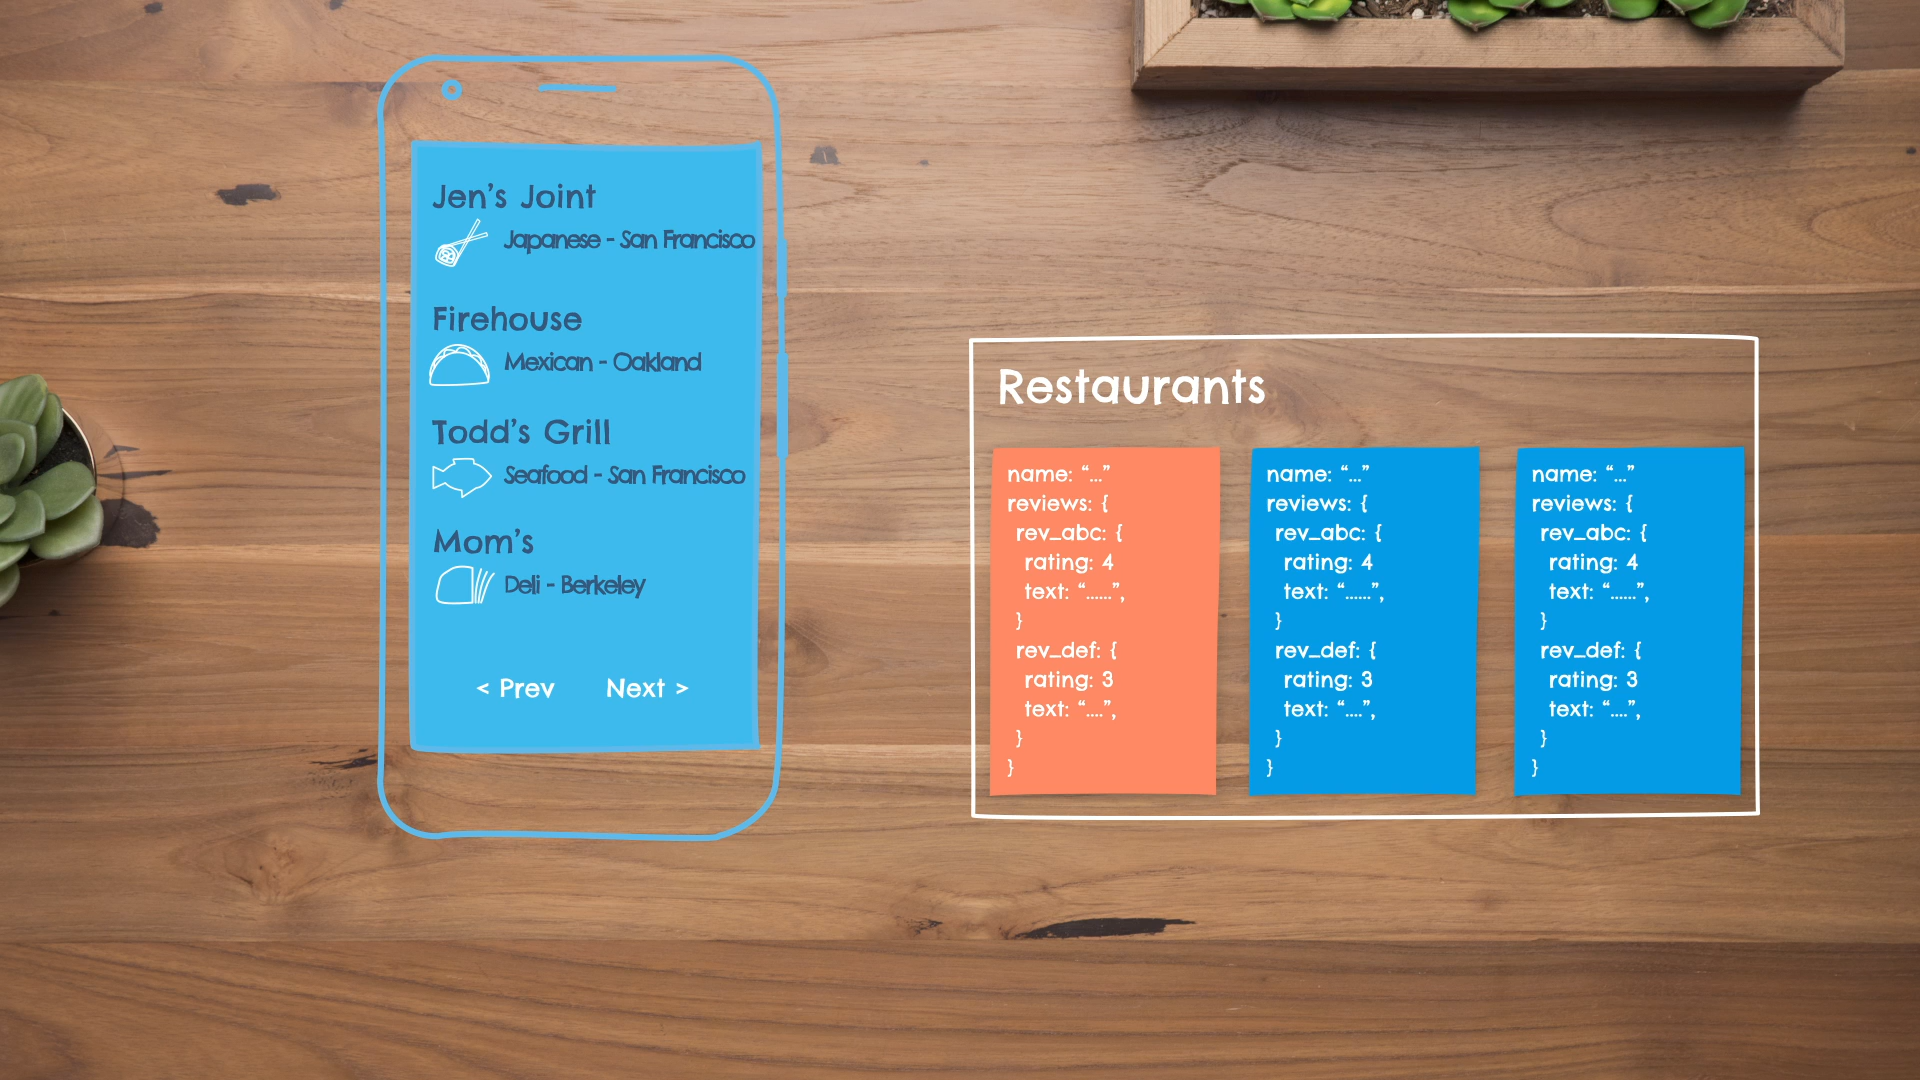 Jen's Joint
Japanese - San Francisco
Firehouse
Mexican - Oakland
Todd's Grill
Seafood - San Francisco
Mom's
Deli - Berkeley
< Prev Next >
Restaurants
name: “...”
reviews: {
rev_abc: {
rating: 4
text: “......”,
}
rev_def: {
rating: 3
text: “....”,
}
}
name: “...”
reviews: {
rev_abc: {
rating: 4
text: “......”,
}
rev_def: {
rating: 3
text: “....”,
}
}
name: “...”
reviews: {
rev_abc: {
rating: 4
text: “......”,
}
rev_def: {
rating: 3
text: “....”,
}
}